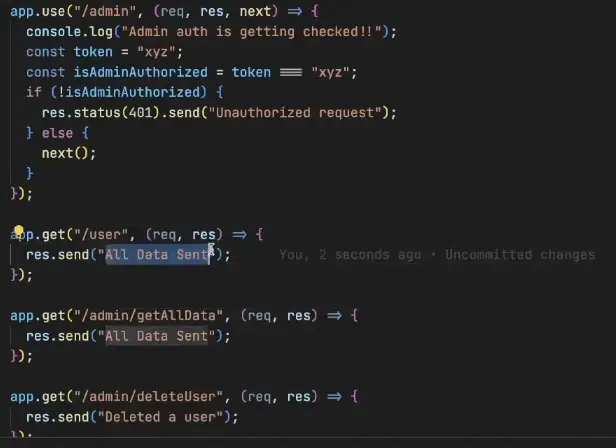 app.use("/admin", (req, res, next) => {
  console.log("Admin auth is getting checked!!");
  const token = "xyz";
  const isAdminAuthorized = token === "xyz";
  if (!isAdminAuthorized) {
    res.status(401).send("Unauthorized request");
  } else {
    next();
  }
});
app.get("/user", (req, res) => {
  res.send("All Data Sent");    You, 2 seconds ago • Uncommitted changes
});
app.get("/admin/getAllData", (req, res) => {
  res.send("All Data Sent");
});
app.get("/admin/deleteUser", (req, res) => {
  res.send("Deleted a user");